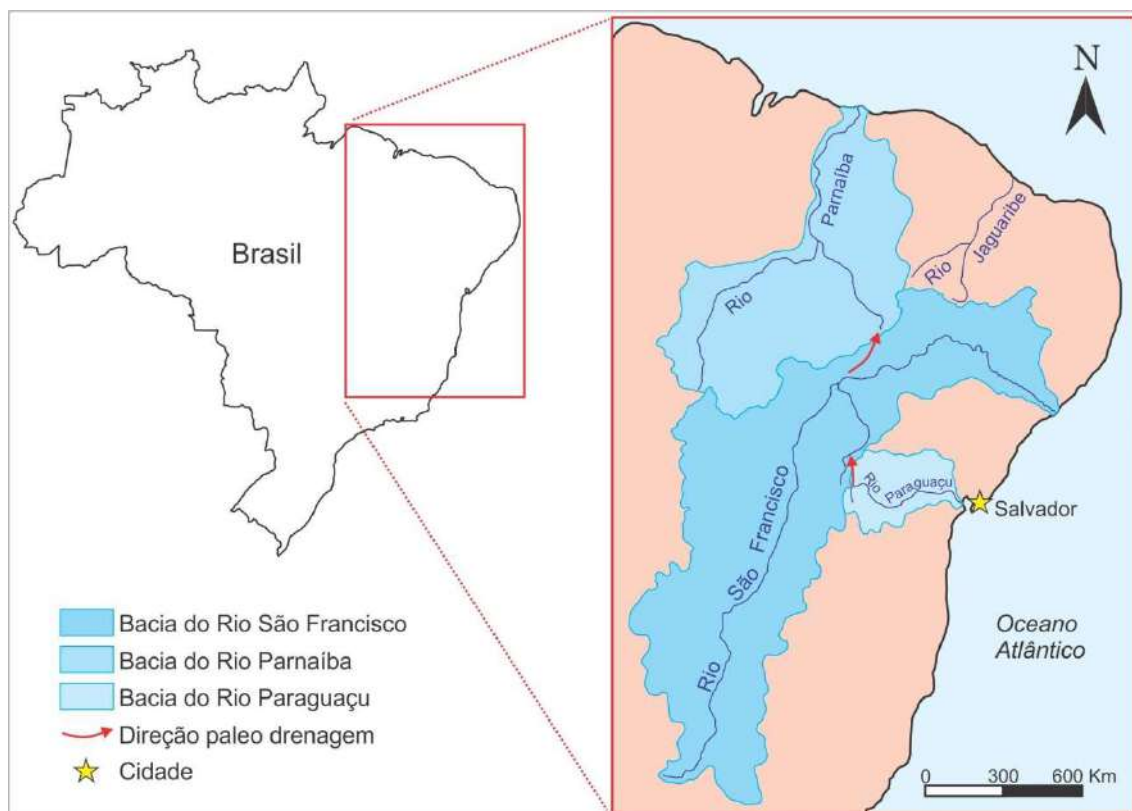 Brasil
Bacia do Rio São Francisco
Bacia do Rio Parnaíba
Bacia do Rio Paraguaçu
Direção paleo drenagem
Cidade
N
Rio
Parnaíba
Rio
Jaguaribe
Rio
Paraguaçu
Salvador
Rio
São Francisco
Oceano
Atlântico
0 300 600 Km